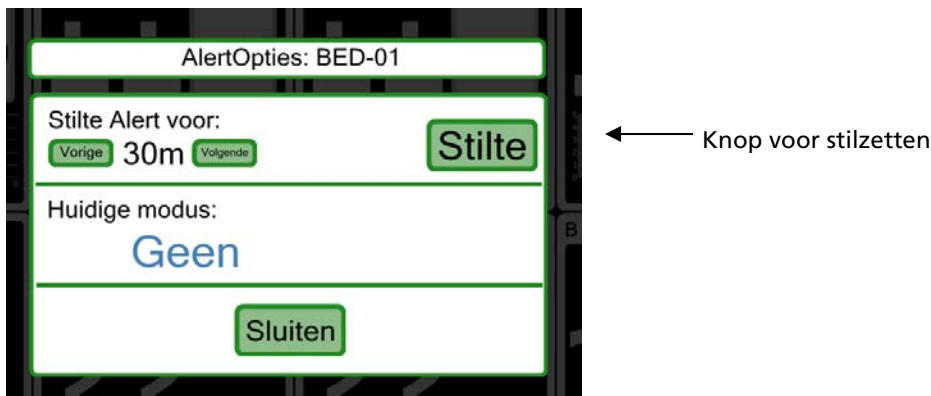 AlertOpties: BED-01
Stilte Alert voor:
Vorige 30m Volgende
Stilte
Knop voor stilzetten
Huidige modus:
Geen
B
Sluiten